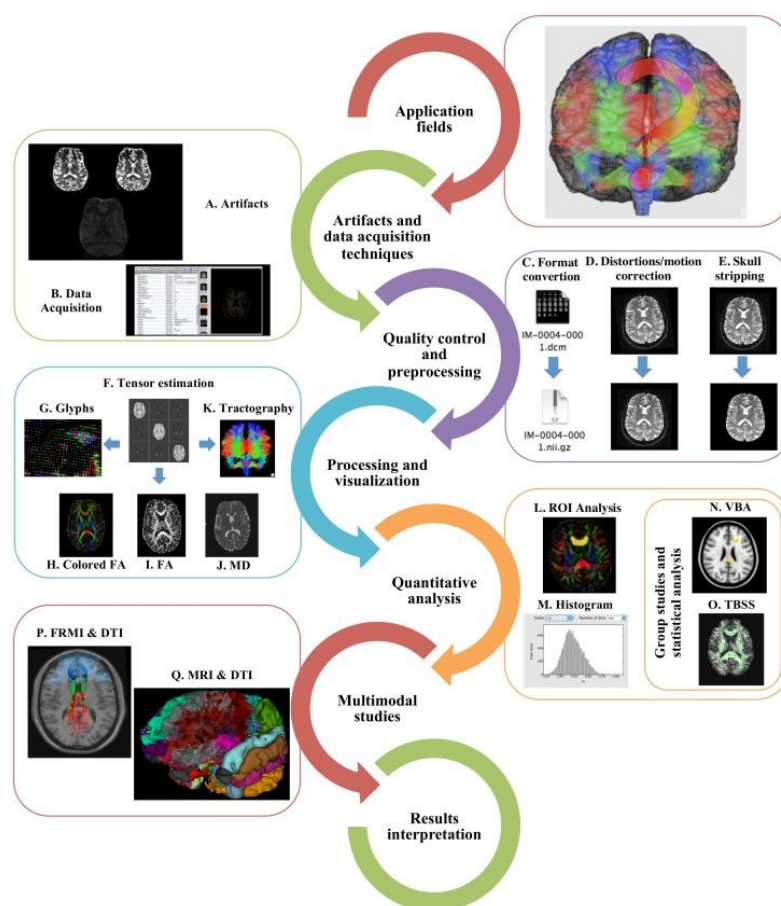 Application
fields
A. Artifacts
B. Data
Acquisition
Artifacts and
data acquisition
techniques
C. Format
convertion
D. Distortions/motion
correction
E. Skull
stripping
IM-0004-000
1.dcm
GZ
IM-0004-000
1.nii.gz
Quality control
and
preprocessing
F. Tensor estimation
G. Glyphs
K. Tractography
H. Colored FA
I. FA
J. MD
Processing and
visualization
L. ROI Analysis
M. Histogram
Group studies and
statistical analysis
N. VBA
O. TBSS
Quantitative
analysis
P. FRMI & DTI
Q. MRI & DTI
Multimodal
studies
Results
interpretation